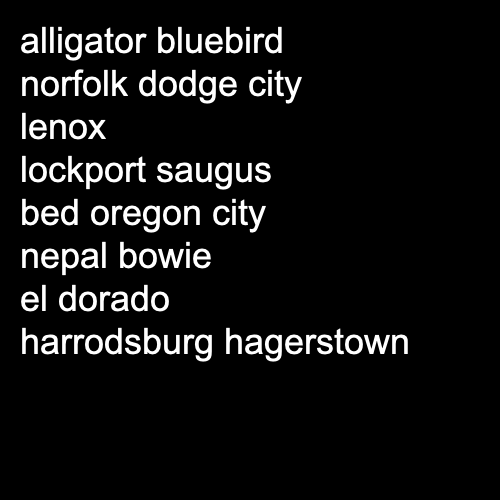 alligator bluebird
norfolk dodge city
lenox
lockport saugus
bed oregon city
nepal bowie
el dorado
harrodsburg hagerstown